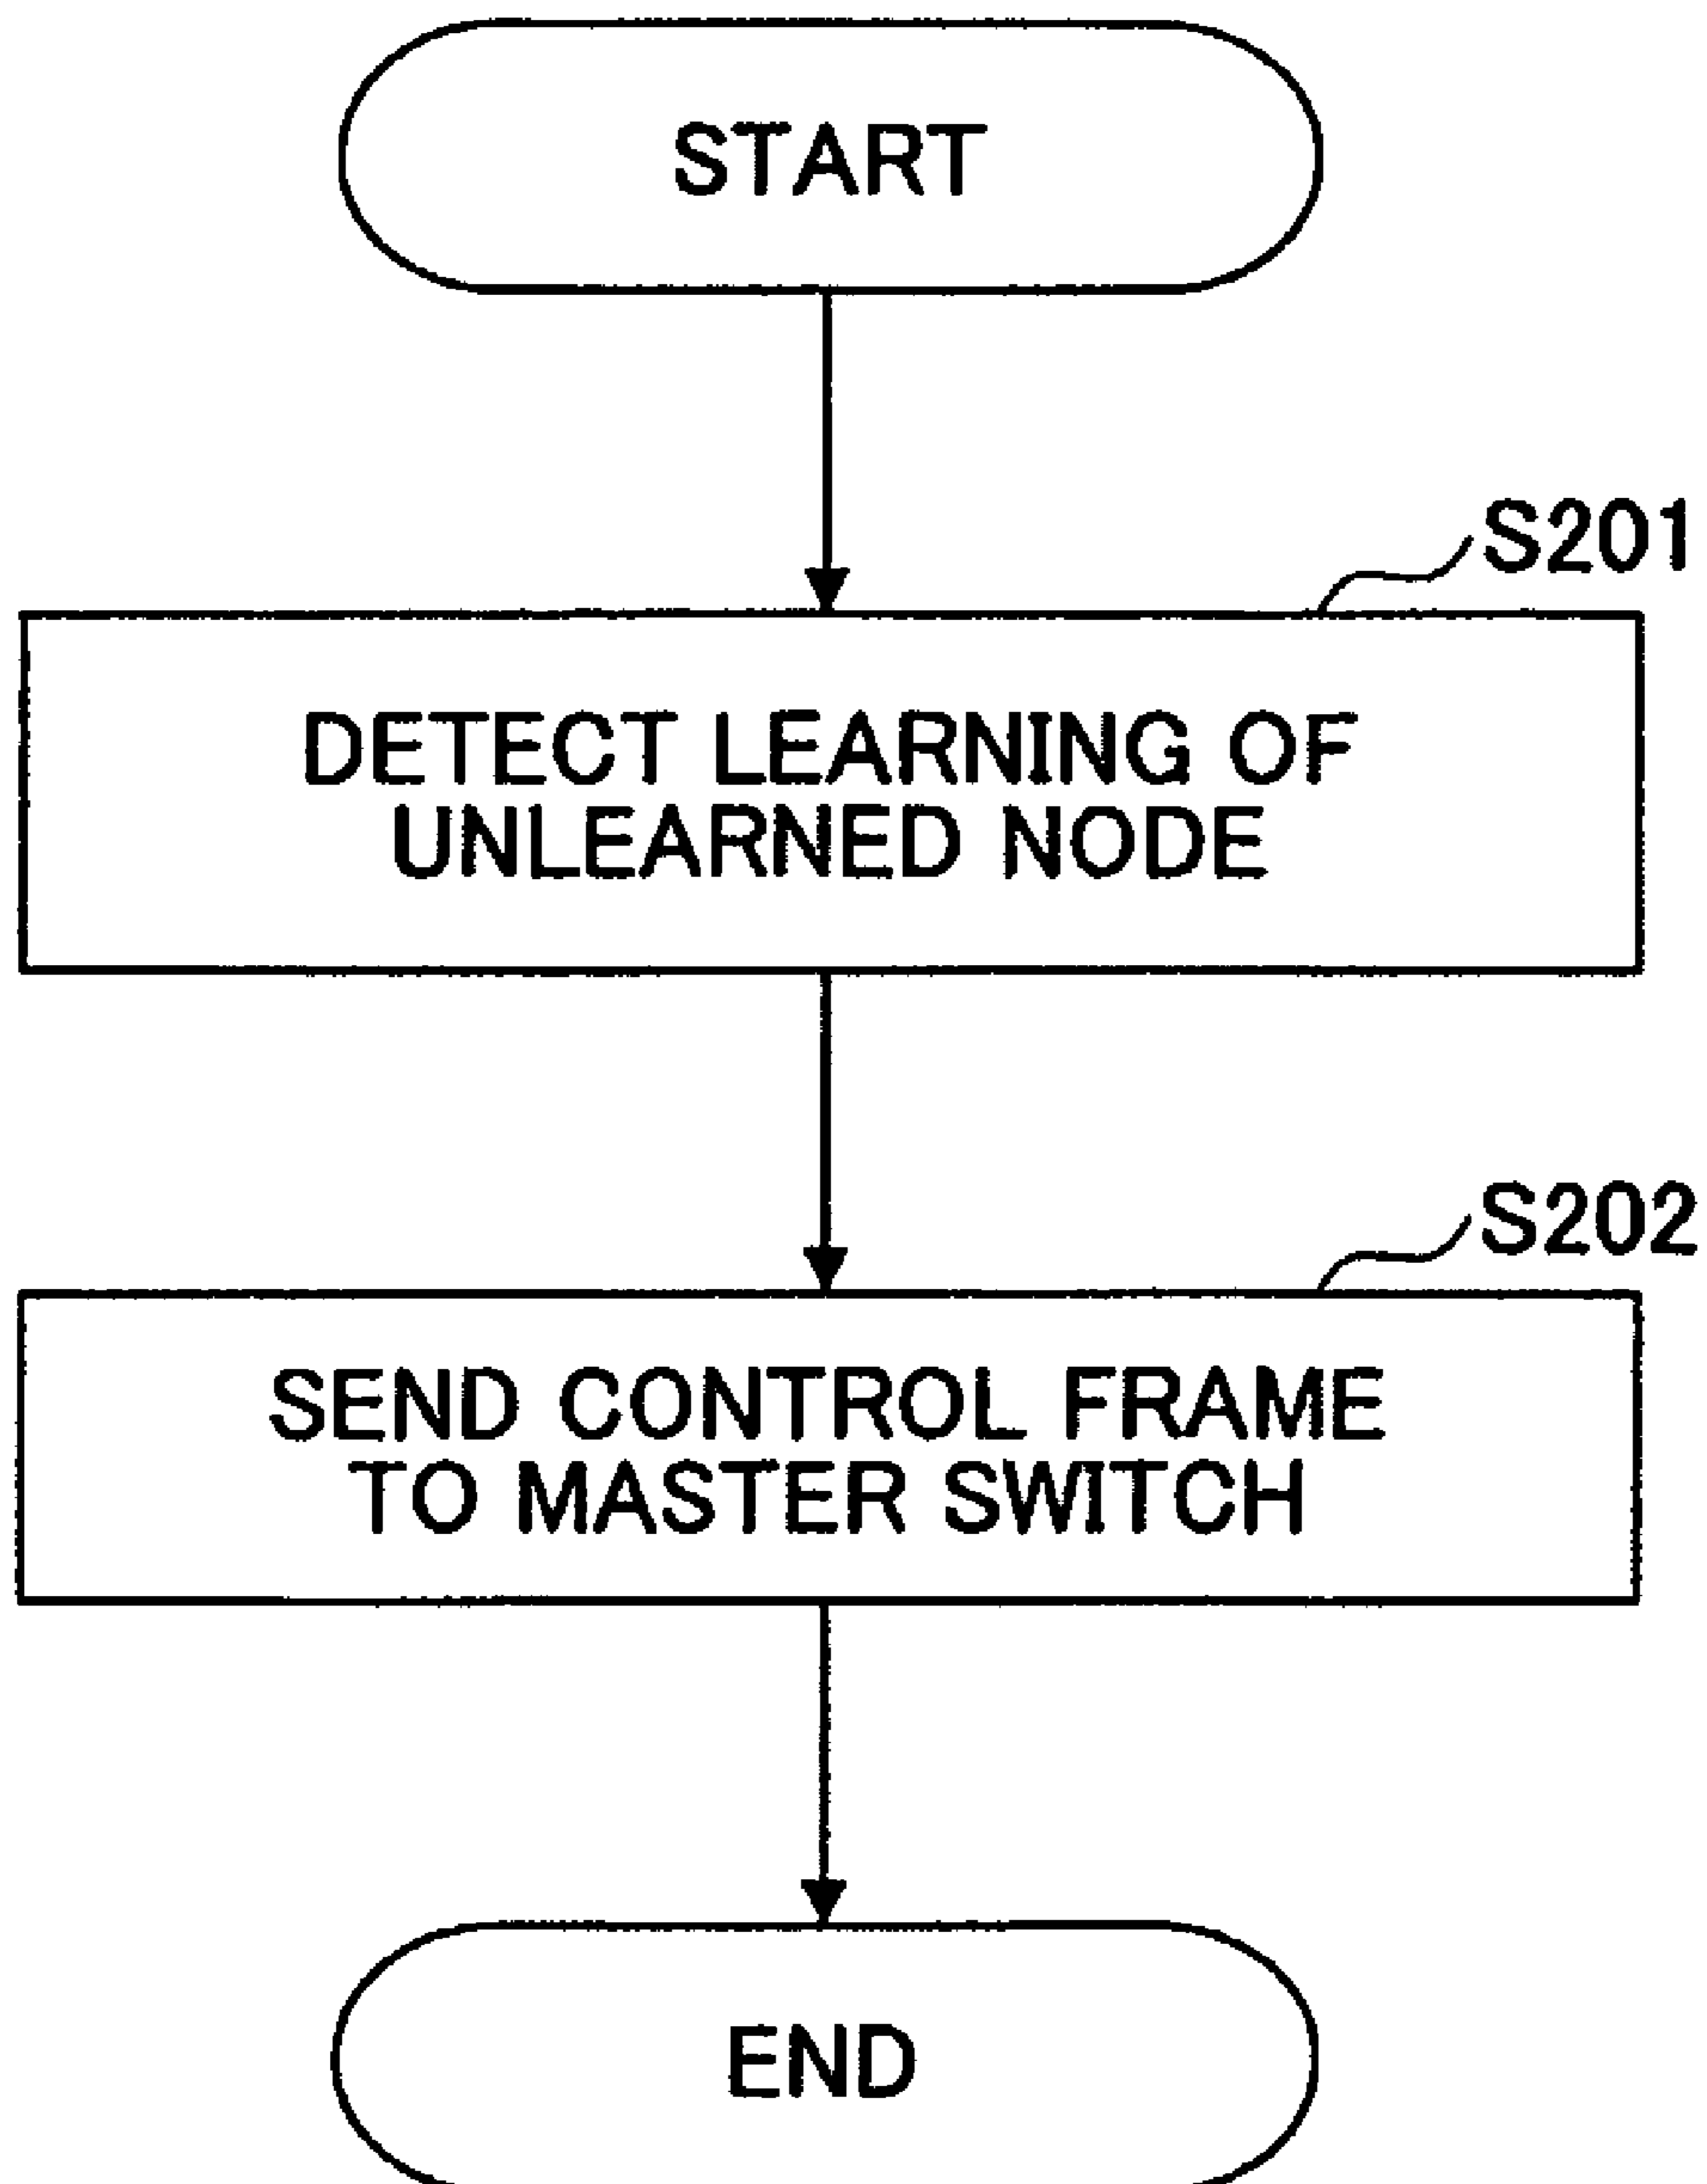 START
S201
DETECT LEARNING OF
UNLEARNED NODE
S202
SEND CONTROL FRAME
TO MASTER SWITCH
END